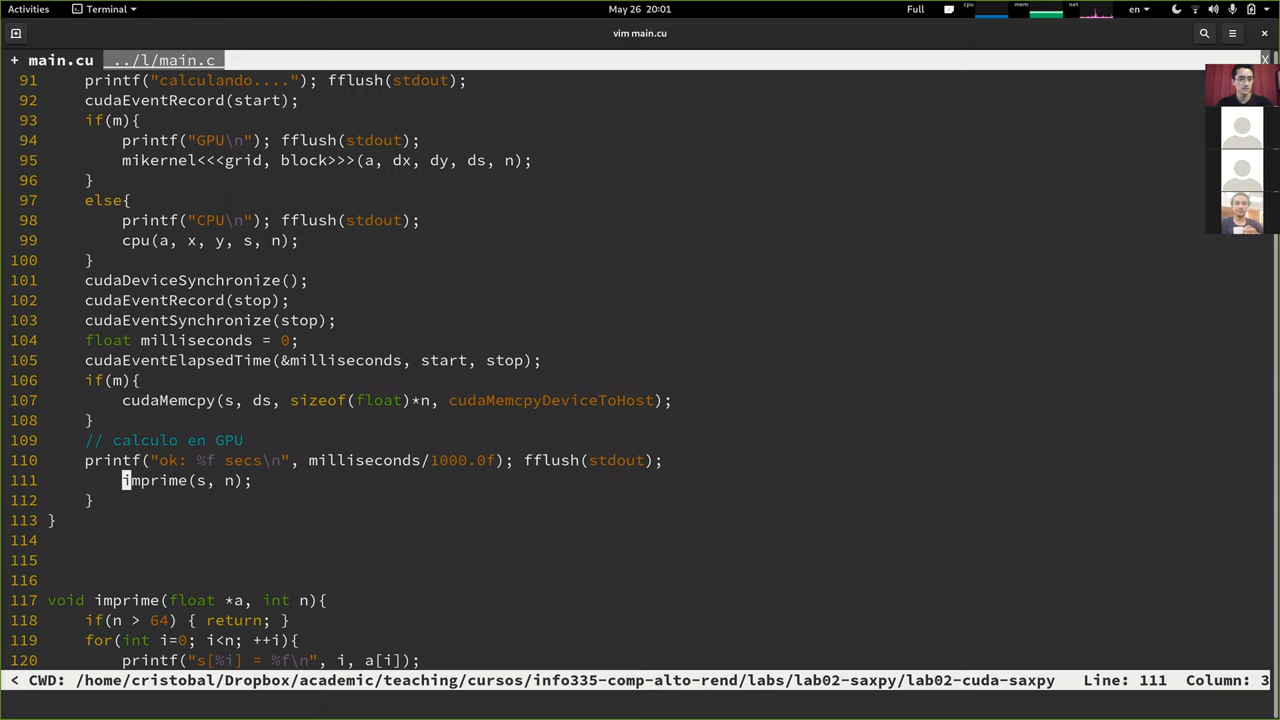 Activities Terminal May 26 20:01 Full cpu mem net en
vim main.cu
+ main.cu ../l/main.c X
91 printf("calculando...."); fflush(stdout);
92 cudaEventRecord(start);
93 if(m){
94 printf("GPU\n"); fflush(stdout);
95 mikernel<<<grid, block>>>(a, dx, dy, ds, n);
96 }
97 else{
98 printf("CPU\n"); fflush(stdout);
99 cpu(a, x, y, s, n);
100 }
101 cudaDeviceSynchronize();
102 cudaEventRecord(stop);
103 cudaEventSynchronize(stop);
104 float milliseconds = 0;
105 cudaEventElapsedTime(&milliseconds, start, stop);
106 if(m){
107 cudaMemcpy(s, ds, sizeof(float)*n, cudaMemcpyDeviceToHost);
108 }
109 // calculo en GPU
110 printf("ok: %f secs\n", milliseconds/1000.0f); fflush(stdout);
111 imprime(s, n);
112 }
113 }
114
115
116
117 void imprime(float *a, int n){
118 if(n > 64) { return; }
119 for(int i=0; i<n; ++i){
120 printf("s[%i] = %f\n", i, a[i]);
< CWD: /home/cristobal/Dropbox/academic/teaching/cursos/info335-comp-alto-rend/labs/lab02-saxpy/lab02-cuda-saxpy Line: 111 Column: 3